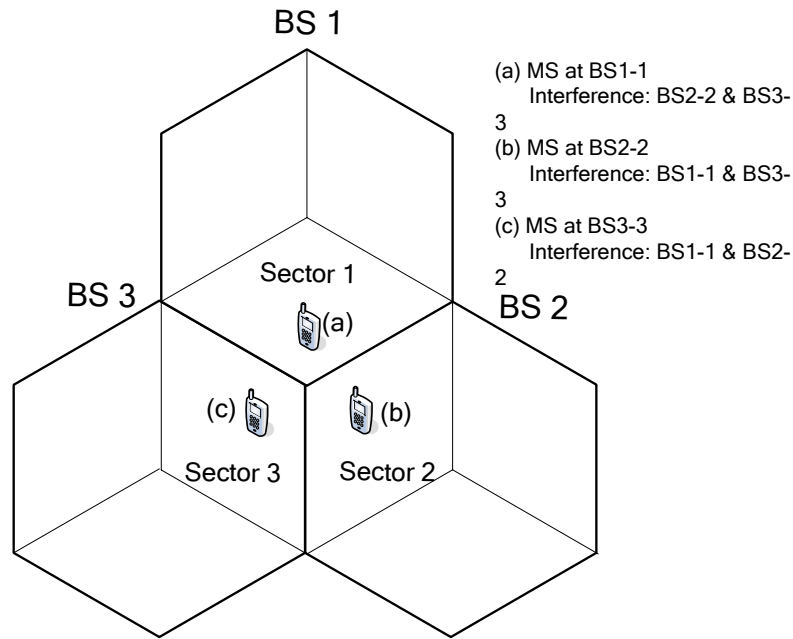 BS 1
(a) MS at BS1-1
Interference: BS2-2 & BS3-
3
(b) MS at BS2-2
Interference: BS1-1 & BS3-
3
(c) MS at BS3-3
Interference: BS1-1 & BS2-
2
Sector 1
BS 3
BS 2
(a)
(c)
(b)
Sector 3
Sector 2